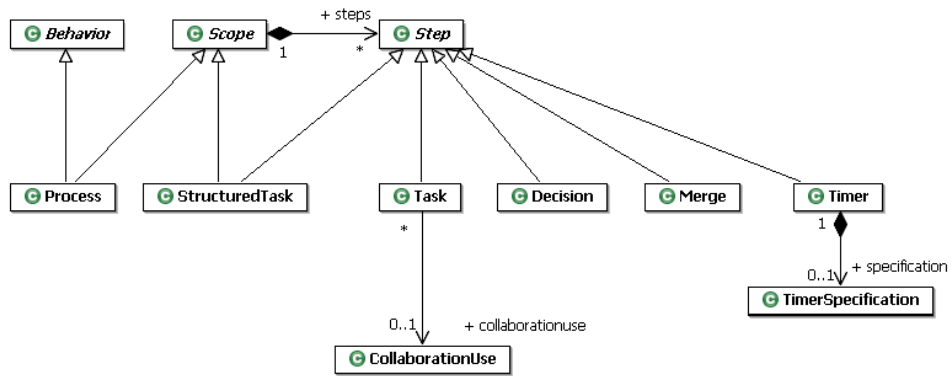 + steps
C Behavior
C Scope
C Step
1
*
C Process
C StructuredTask
C Task
C Decision
C Merge
C Timer
*
1
+ specification
0..1
C TimerSpecification
0..1
+ collaborationuse
C CollaborationUse